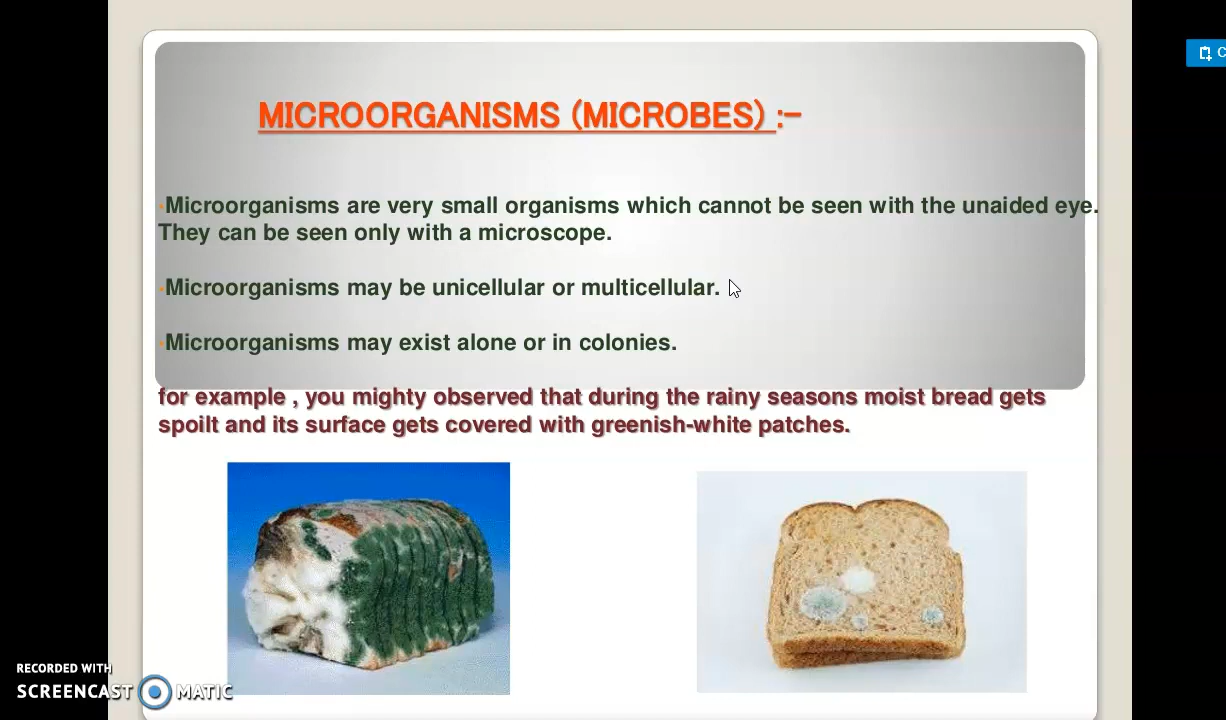 MICROORGANISMS (MICROBES) :-
•Microorganisms are very small organisms which cannot be seen with the unaided eye.
They can be seen only with a microscope.
•Microorganisms may be unicellular or multicellular.
•Microorganisms may exist alone or in colonies.
for example , you mighty observed that during the rainy seasons moist bread gets
spoilt and its surface gets covered with greenish-white patches.
RECORDED WITH
SCREENCAST MATIC